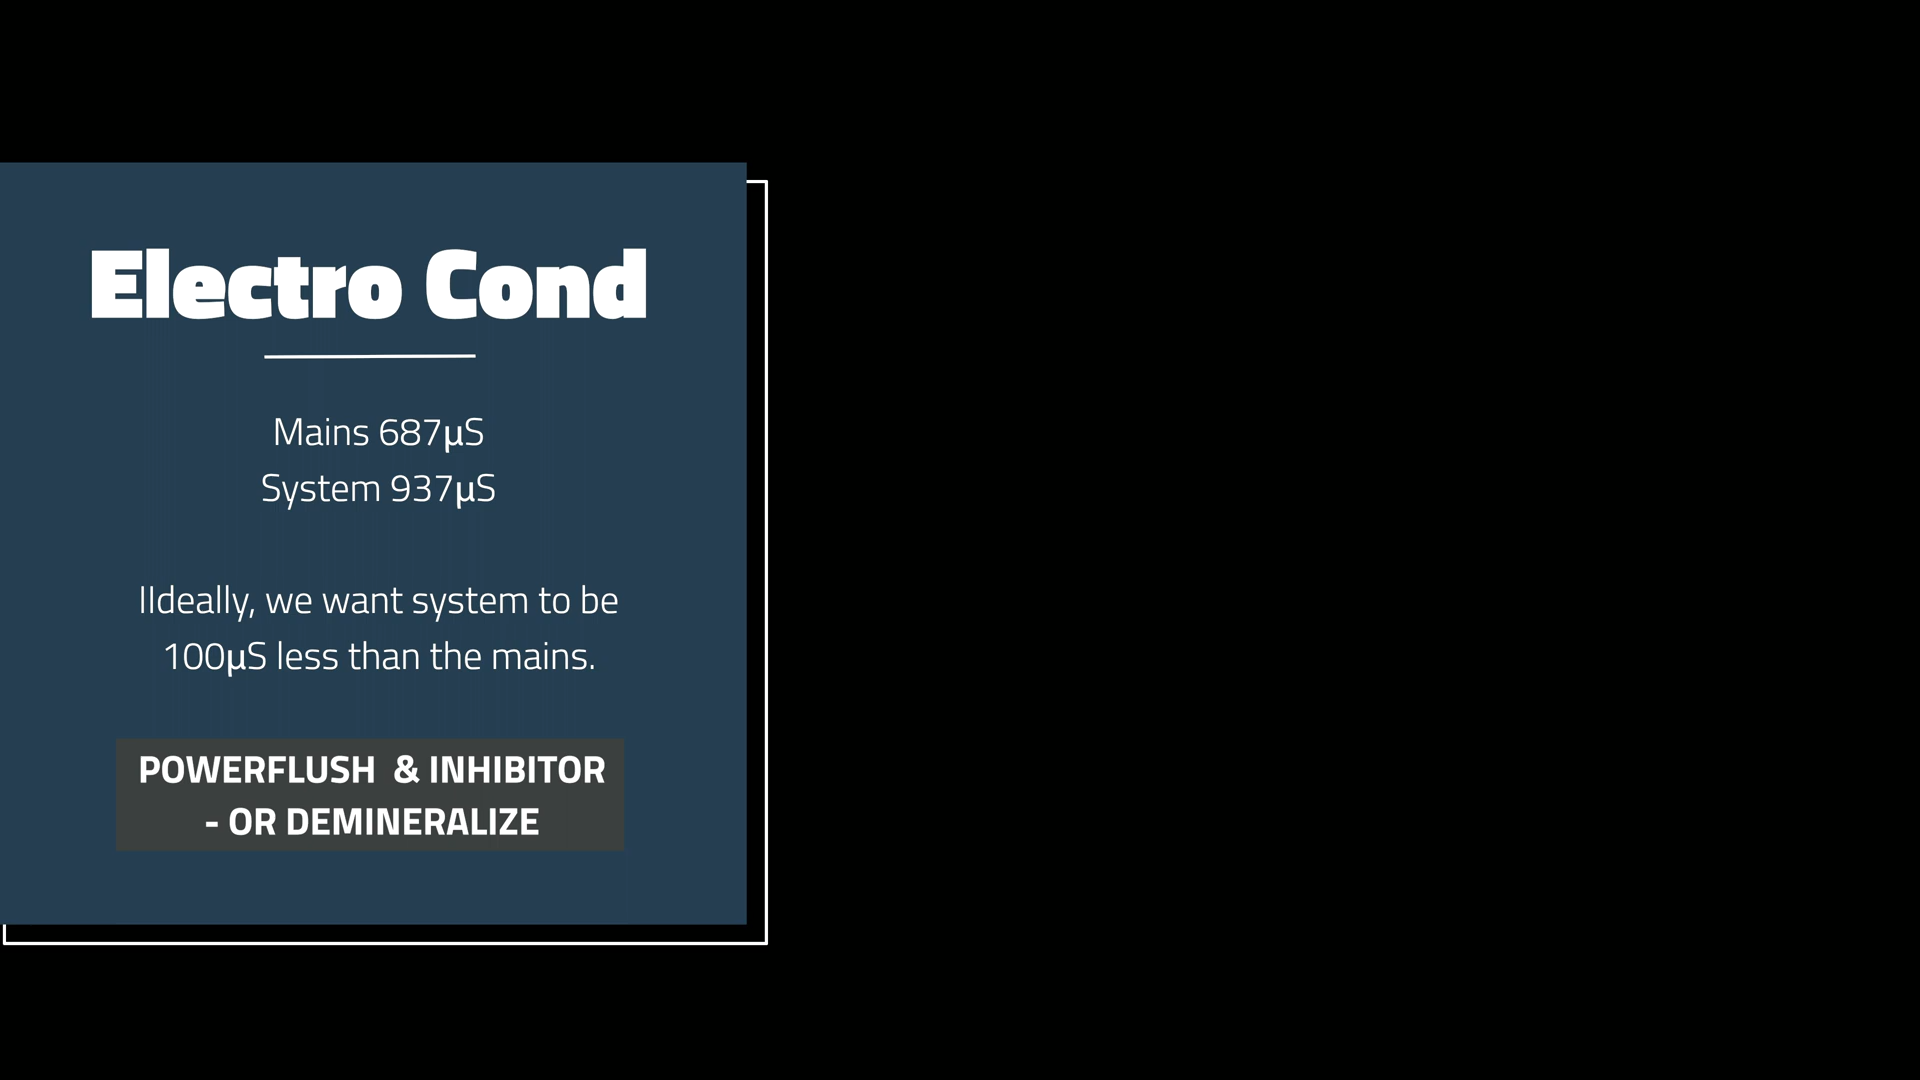 Electro Cond
Mains 687µS
System 937µS
IIdeally, we want system to be
100µS less than the mains.
POWERFLUSH & INHIBITOR
- OR DEMINERALIZE